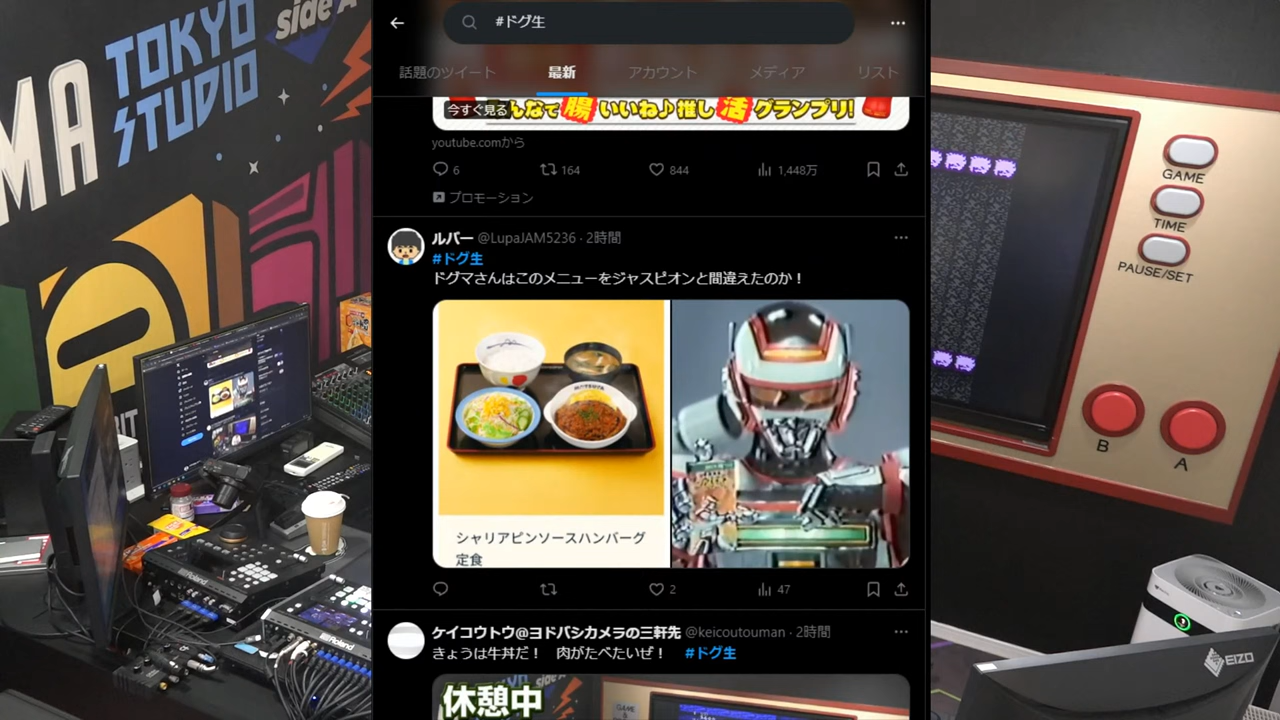 #ドグ生
話題のツイート
最新
アカウント
メディア
リスト
今すぐ見る
んなで腸いいね♪推し活グランプリ!
youtube.comから
6
164
844
1,448万
プロモーション
ルバー @LupaJAM5236 · 2時間
#ドグ生
ドグマさんはこのメニューをジャスピオンと間違えたのか！
シャリアピンソースハンバーグ
定食
2
47
ケイコウトウ@ヨドバシカメラの三軒先 @keicoutouman · 2時間
きょうは牛丼だ！ 肉がたべたいぜ！ #ドグ生
休憩中
MA
TOKYO
STUDIO
side A
Roland
Roland
GAME
TIME
PAUSE/SET
B
A
EIZO